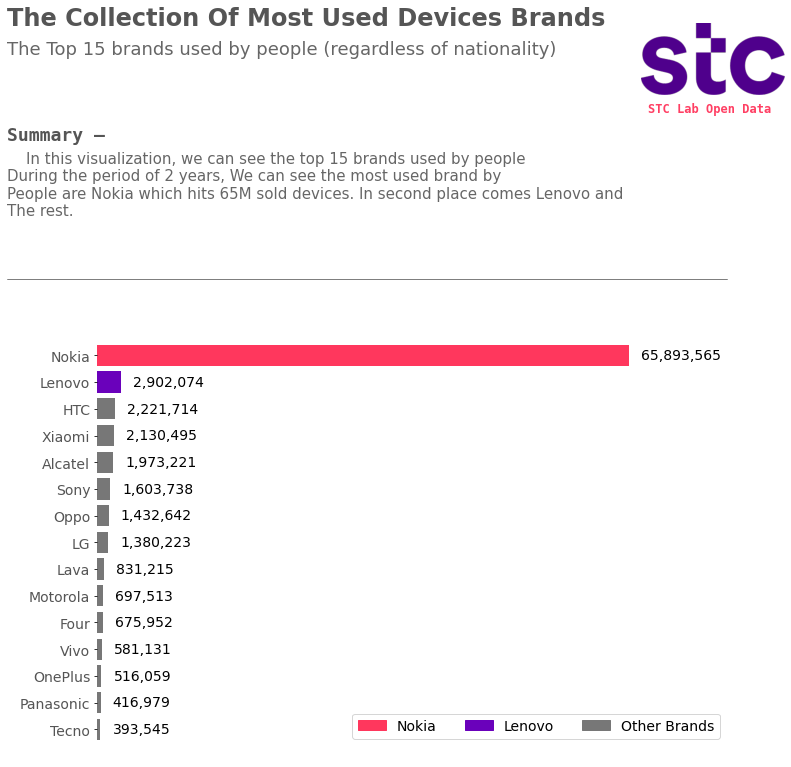 The Collection Of Most Used Devices Brands
The Top 15 brands used by people (regardless of nationality)
stc
STC Lab Open Data
Summary —
In this visualization, we can see the top 15 brands used by people
During the period of 2 years, We can see the most used brand by
People are Nokia which hits 65M sold devices. In second place comes Lenovo and
The rest.
Nokia 65,893,565
Lenovo 2,902,074
HTC 2,221,714
Xiaomi 2,130,495
Alcatel 1,973,221
Sony 1,603,738
Oppo 1,432,642
LG 1,380,223
Lava 831,215
Motorola 697,513
Four 675,952
Vivo 581,131
OnePlus 516,059
Panasonic 416,979
Tecno 393,545
Nokia Lenovo Other Brands